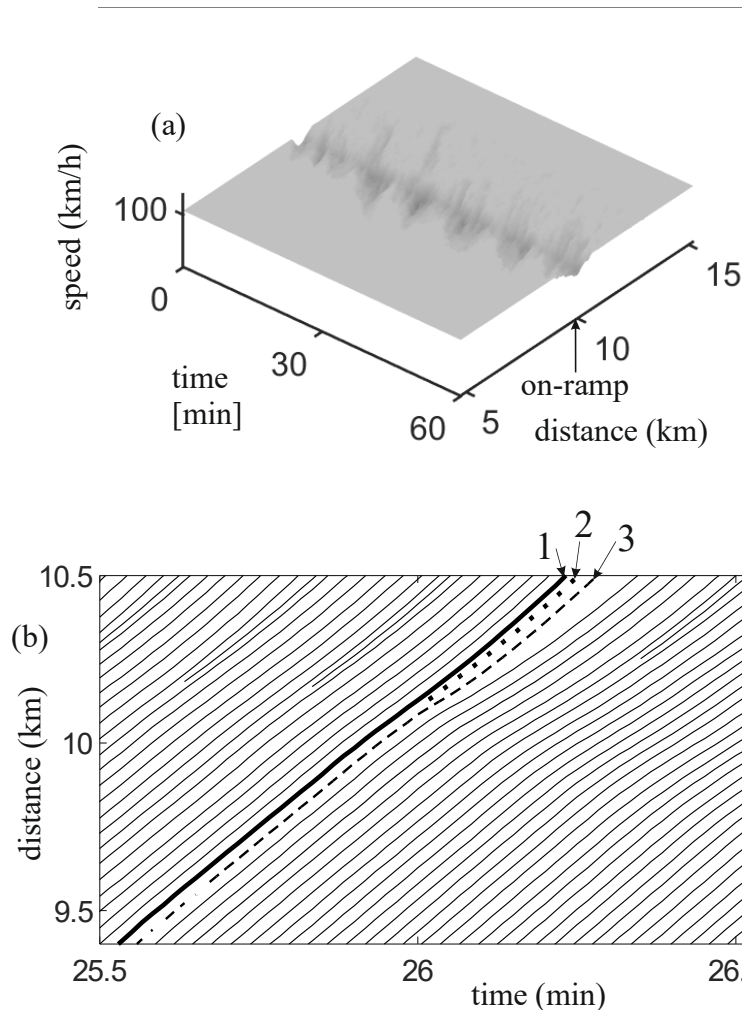 (a)
speed (km/h)
100
0
30
60
time
[min]
5
10
15
on-ramp
distance (km)
1 2 3
(b)
distance (km)
10.5
10
9.5
25.5
26
26.
time (min)